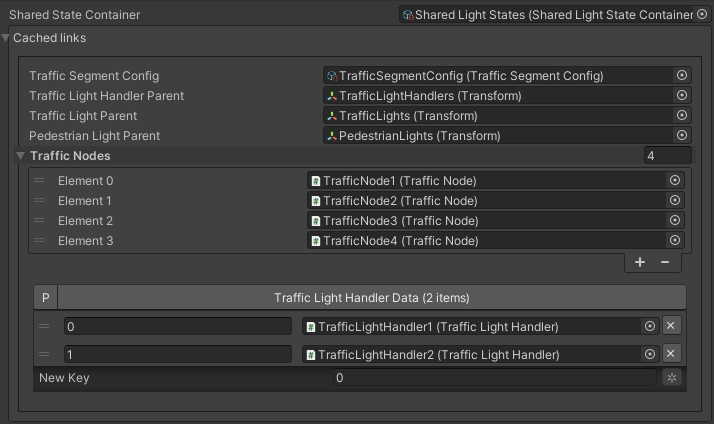 Shared State Container Shared Light States (Shared Light State Container
Cached links
Traffic Segment Config TrafficSegmentConfig (Traffic Segment Config)
Traffic Light Handler Parent TrafficLightHandlers (Transform)
Traffic Light Parent TrafficLights (Transform)
Pedestrian Light Parent PedestrianLights (Transform)
Traffic Nodes 4
Element 0 TrafficNode1 (Traffic Node)
Element 1 TrafficNode2 (Traffic Node)
Element 2 TrafficNode3 (Traffic Node)
Element 3 TrafficNode4 (Traffic Node)
+ −
P Traffic Light Handler Data (2 items)
0 TrafficLightHandler1 (Traffic Light Handler) ×
1 TrafficLightHandler2 (Traffic Light Handler) ×
New Key 0